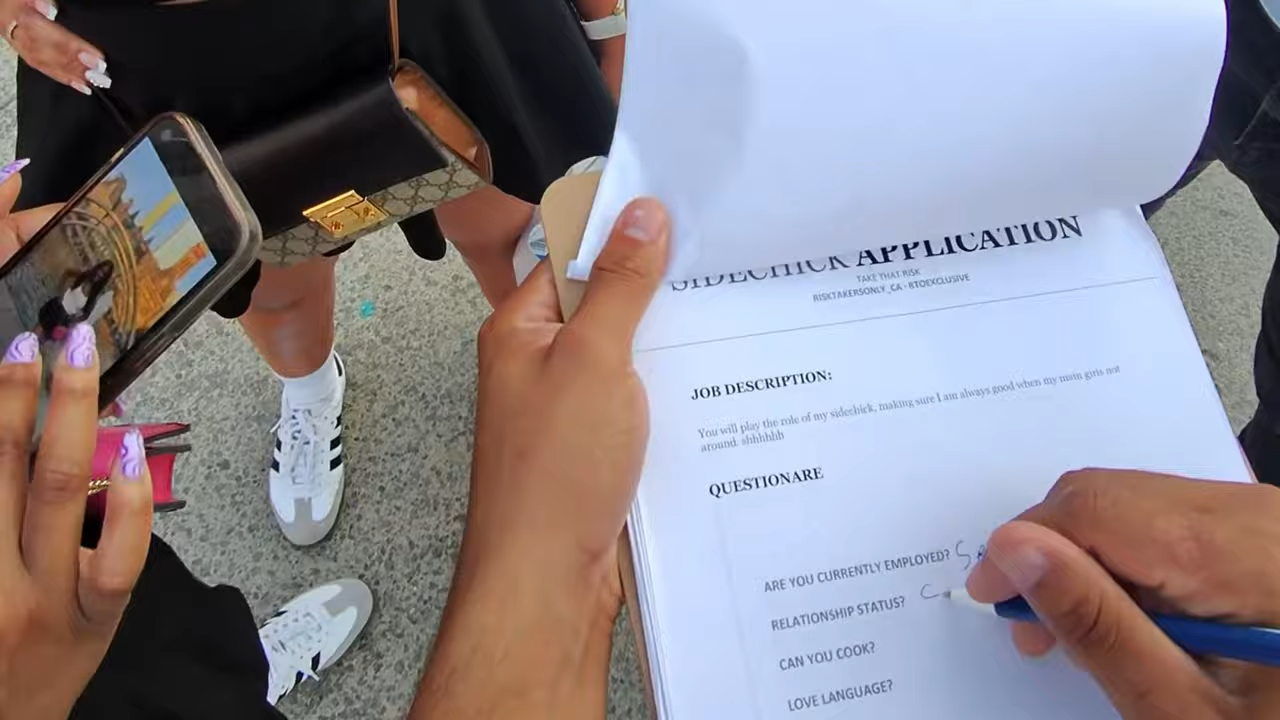 SIDECHICK APPLICATION
TAKE THAT RISK
RISKTAKERSONLY_CA - RTOEXCLUSIVE
JOB DESCRIPTION:
You will play the role of my sidechick, making sure I am always good when my main girls not
around. shhhhhh
QUESTIONARE
ARE YOU CURRENTLY EMPLOYED?
RELATIONSHIP STATUS?
CAN YOU COOK?
LOVE LANGUAGE?